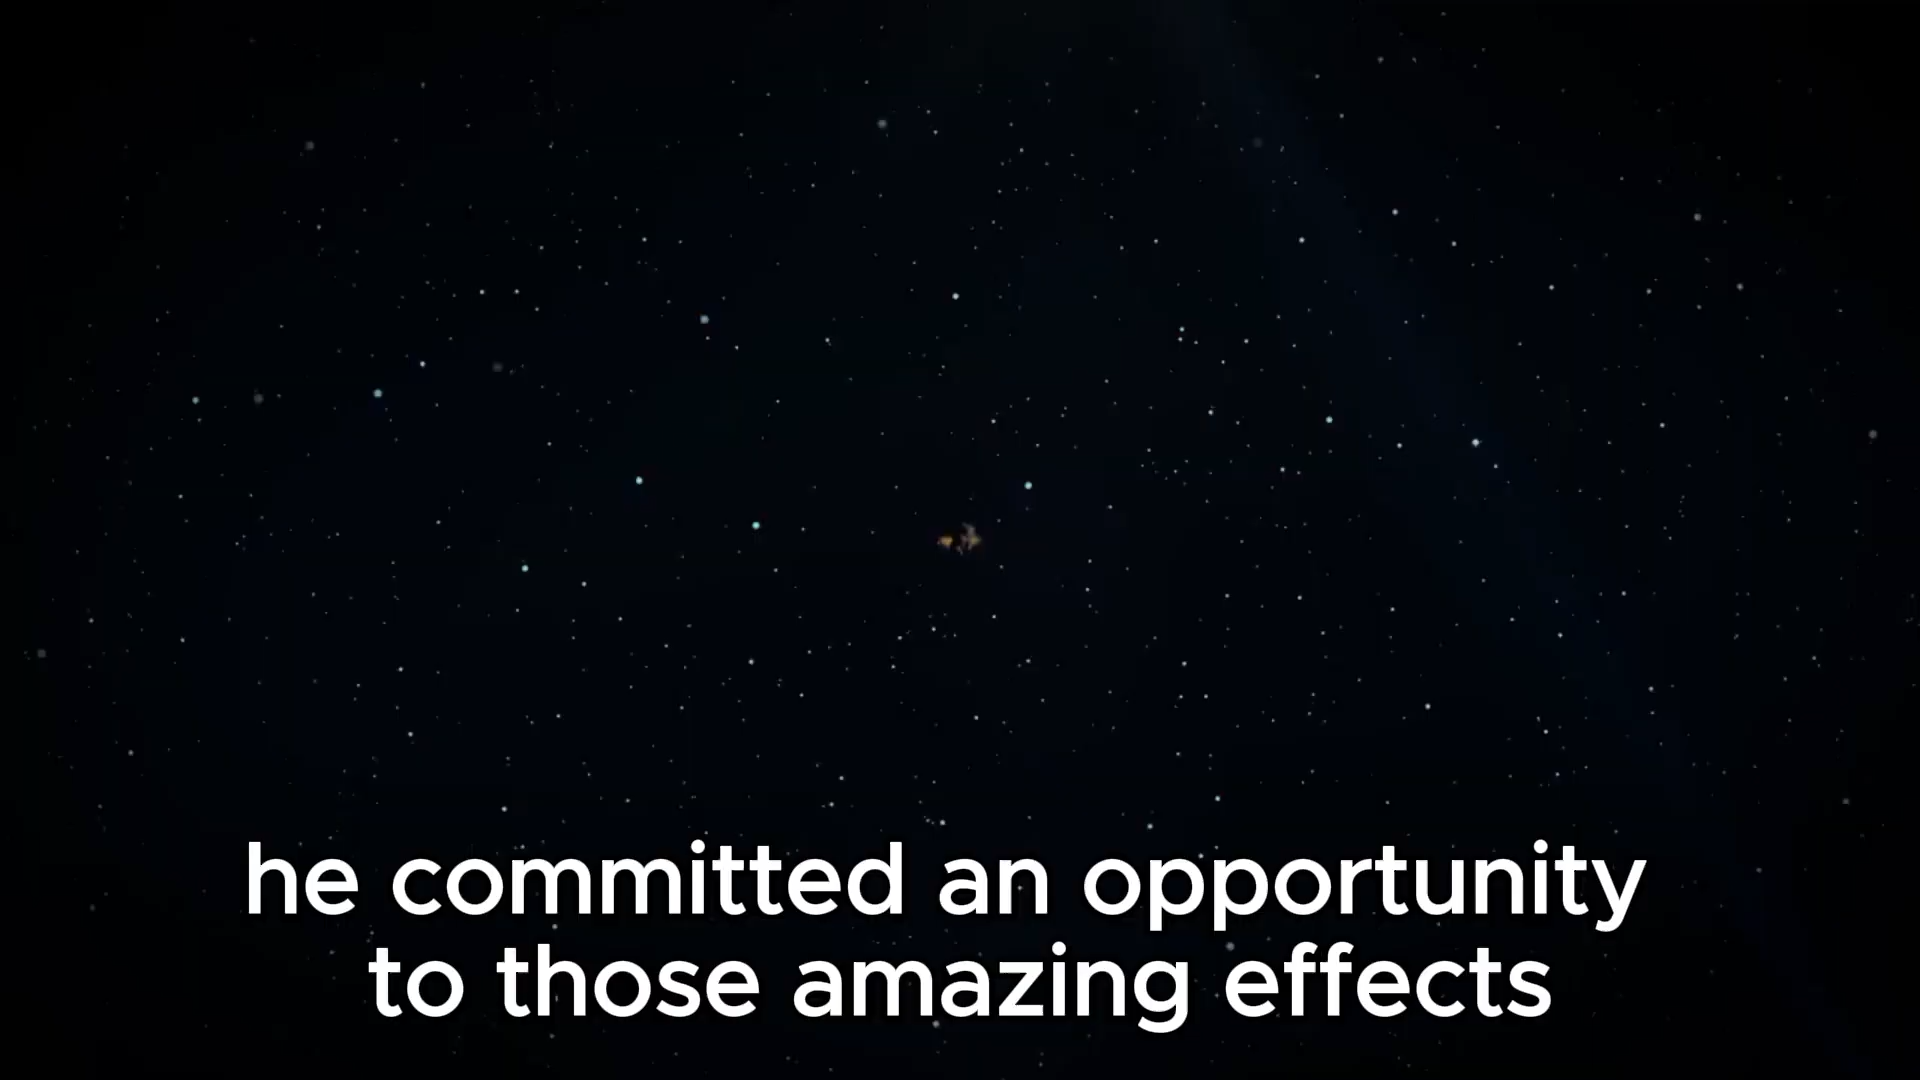 he committed an opportunity
to those amazing effects